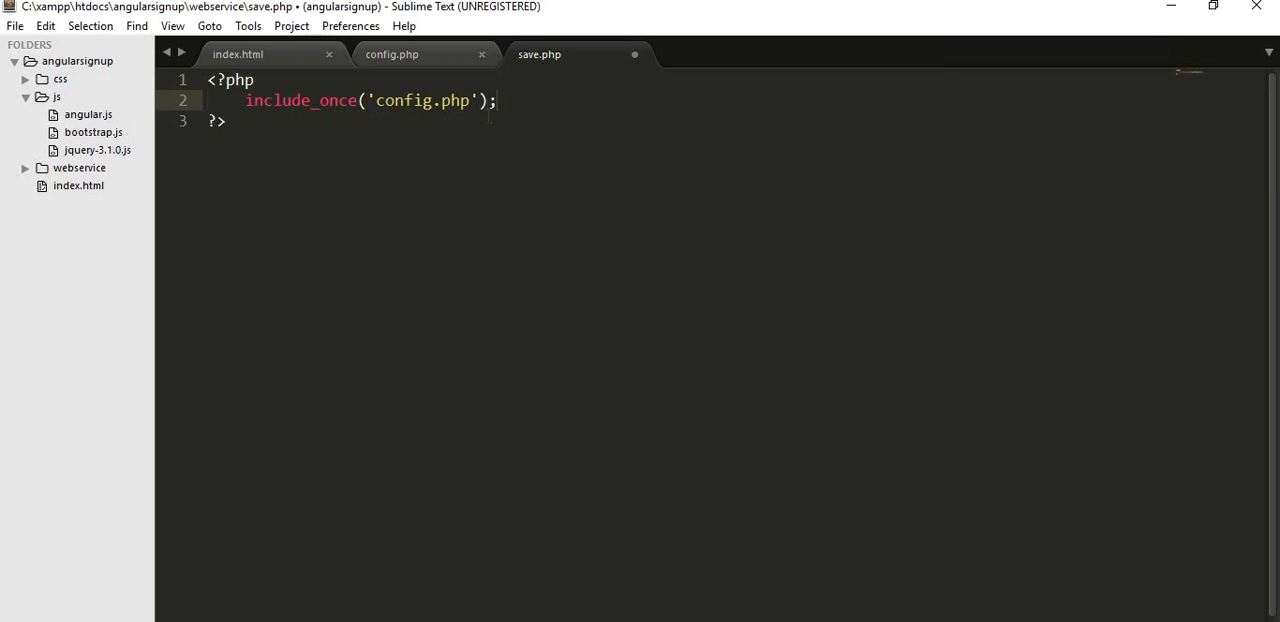 C:\xampp\htdocs\angularsignup\webservice\save.php • (angularsignup) - Sublime Text (UNREGISTERED)
File Edit Selection Find View Goto Tools Project Preferences Help
FOLDERS
angularsignup
css
js
angular.js
bootstrap.js
jquery-3.1.0.js
webservice
index.html
index.html config.php save.php
1 <?php
2 include_once('config.php');
3 ?>